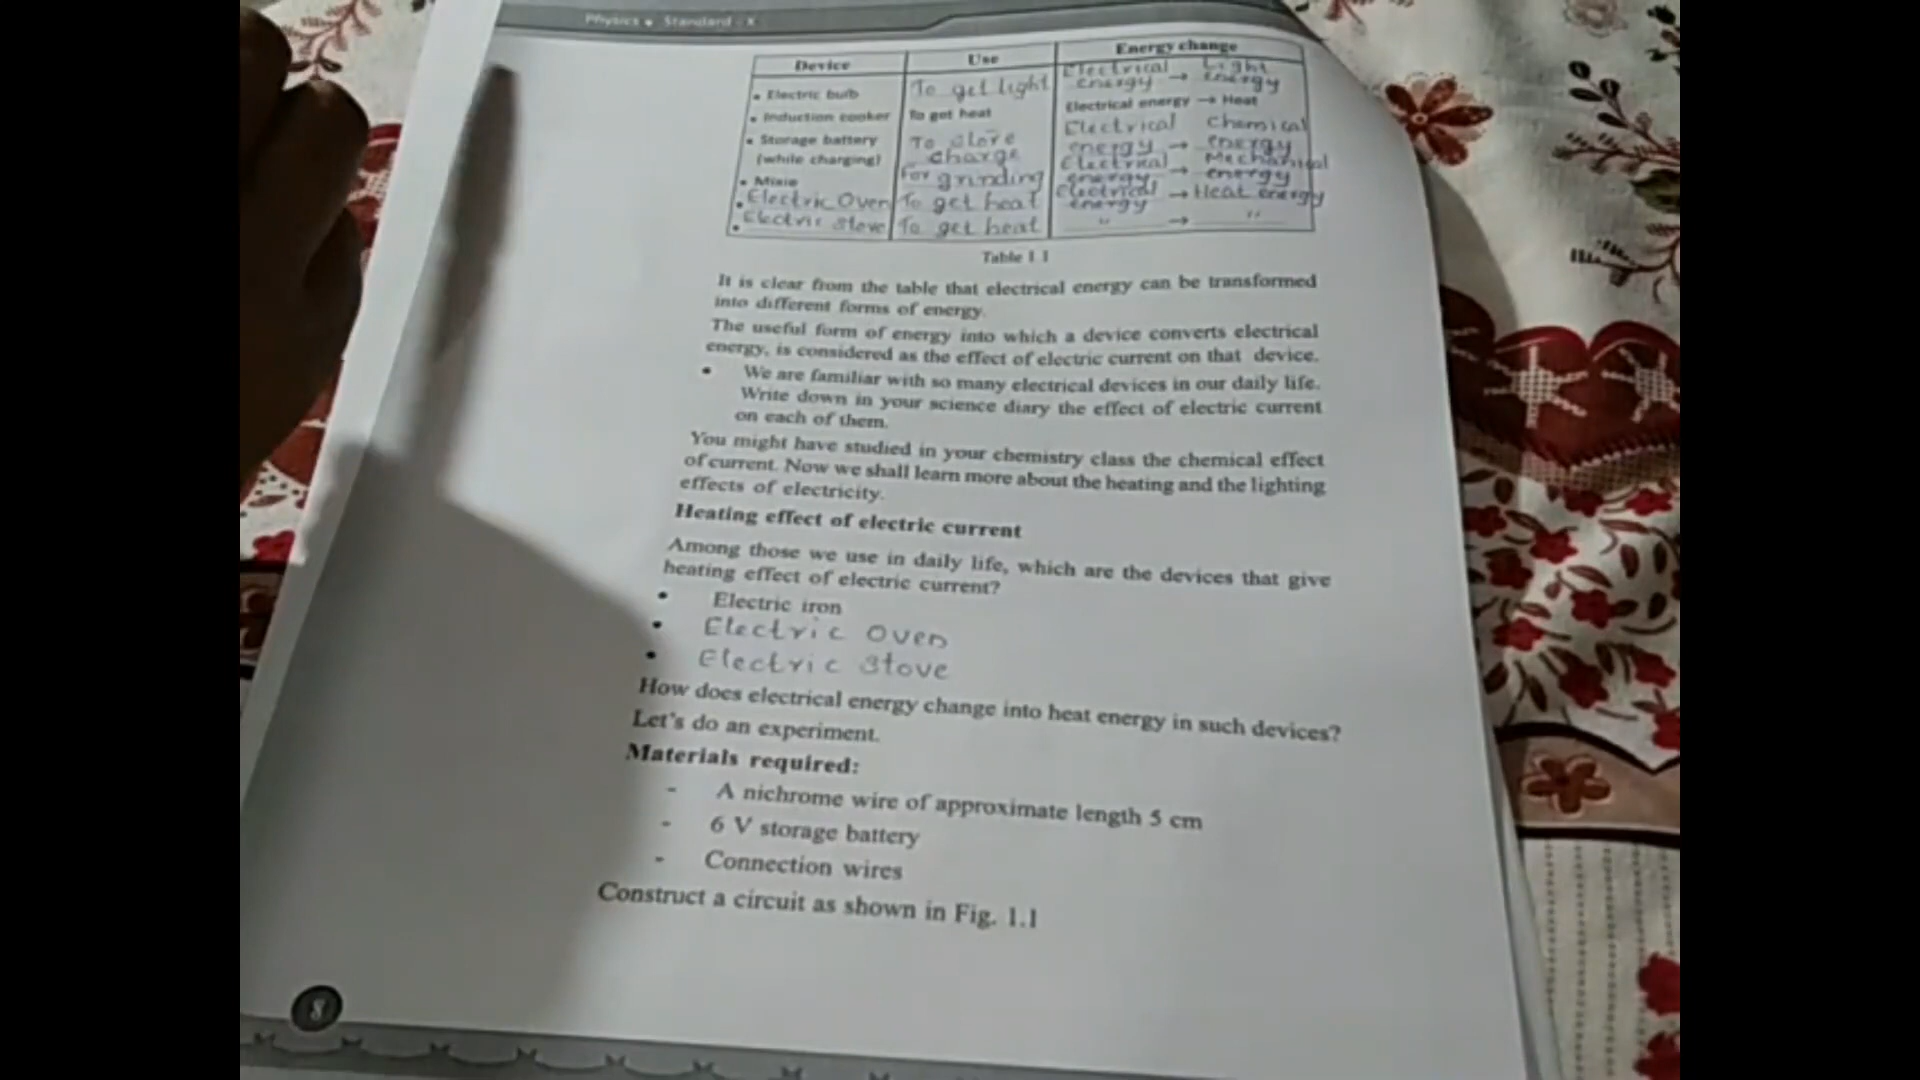 Physics • Standard - X
Device Use Energy change
• Electric bulb To get light Electrical energy → Light energy
• Induction cooker To get heat Electrical energy → Heat
• Storage battery (while charging) To store charge Electrical energy → Chemical energy
• Mixie For grinding Electrical energy → Mechanical energy
• Electric Oven To get heat Electrical energy → Heat energy
• Electric Stove To get heat " → "
Table 1 1
It is clear from the table that electrical energy can be transformed
into different forms of energy.
The useful form of energy into which a device converts electrical
energy, is considered as the effect of electric current on that device.
• We are familiar with so many electrical devices in our daily life.
Write down in your science diary the effect of electric current
on each of them.
You might have studied in your chemistry class the chemical effect
of current. Now we shall learn more about the heating and the lighting
effects of electricity.
Heating effect of electric current
Among those we use in daily life, which are the devices that give
heating effect of electric current?
• Electric iron
• Electric Oven
• Electric Stove
How does electrical energy change into heat energy in such devices?
Let's do an experiment.
Materials required:
- A nichrome wire of approximate length 5 cm
- 6 V storage battery
- Connection wires
Construct a circuit as shown in Fig. 1.1
8